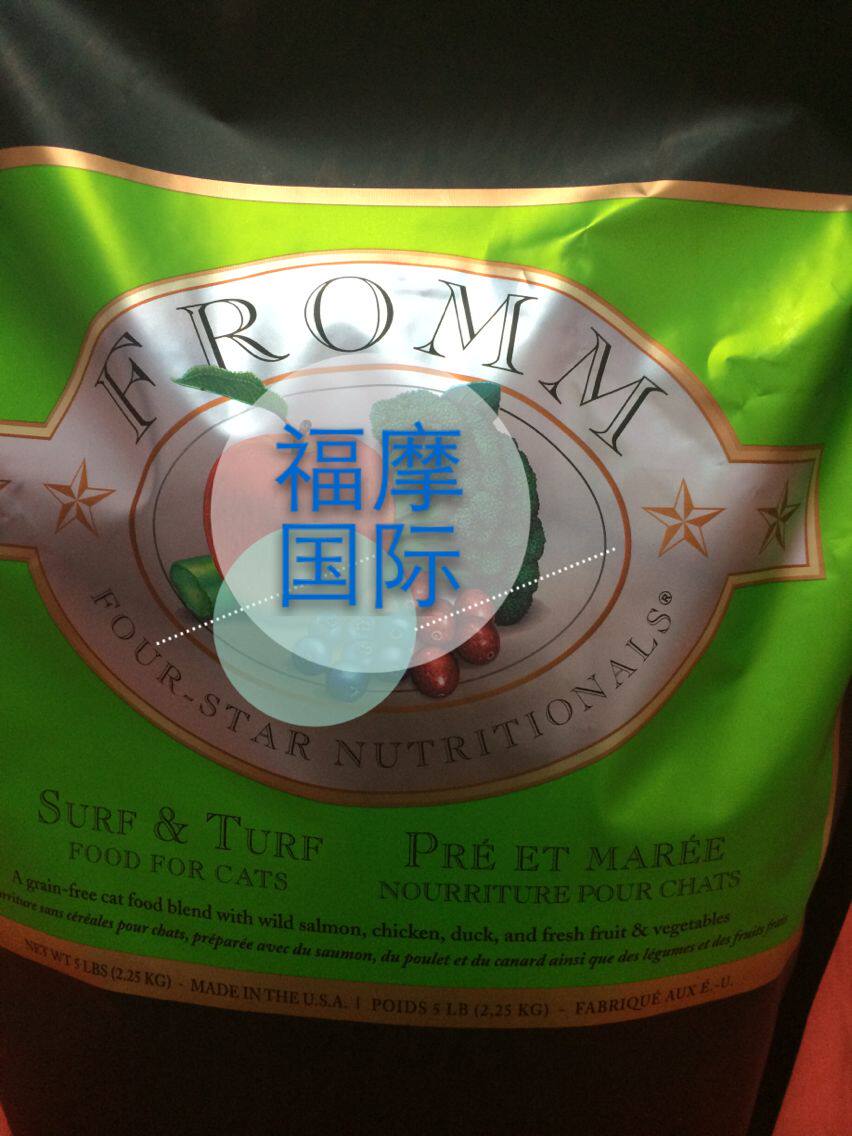 FROMM
福摩
国际
FOUR-STAR NUTRITIONALS®
SURF & TURF
FOOD FOR CATS
PRÉ ET MARÉE
NOURRITURE POUR CHATS
A grain-free cat food blend with wild salmon, chicken, duck, and fresh fruit & vegetables
sans céréales pour chats, préparée avec du saumon, du poulet et du canard ainsi que des légumes et des fruits frais
NET WT 5 LBS (2.25 KG) - MADE IN THE U.S.A. | POIDS 5 LB (2,25 KG) - FABRIQUÉ AUX É.-U.